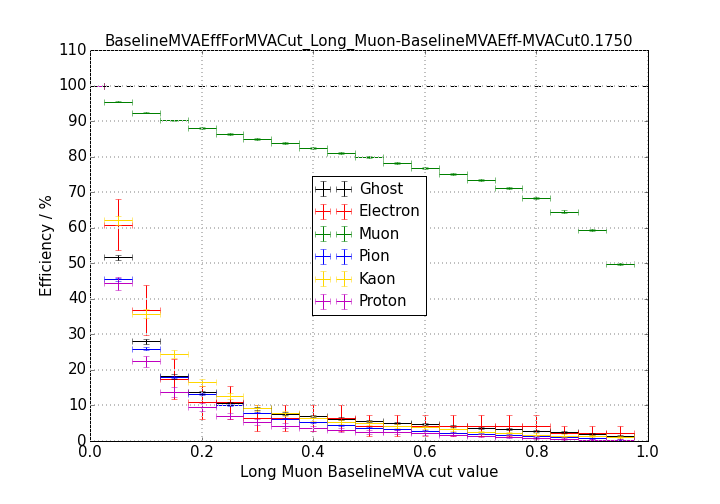 BaselineMVAEffForMVACut_Long_Muon-BaselineMVAEff-MVACut0.1750
110
100
90
80
70
60
50
40
30
20
10
0
Efficiency / %
Ghost
Electron
Muon
Pion
Kaon
Proton
0.0 0.2 0.4 0.6 0.8 1.0
Long Muon BaselineMVA cut value